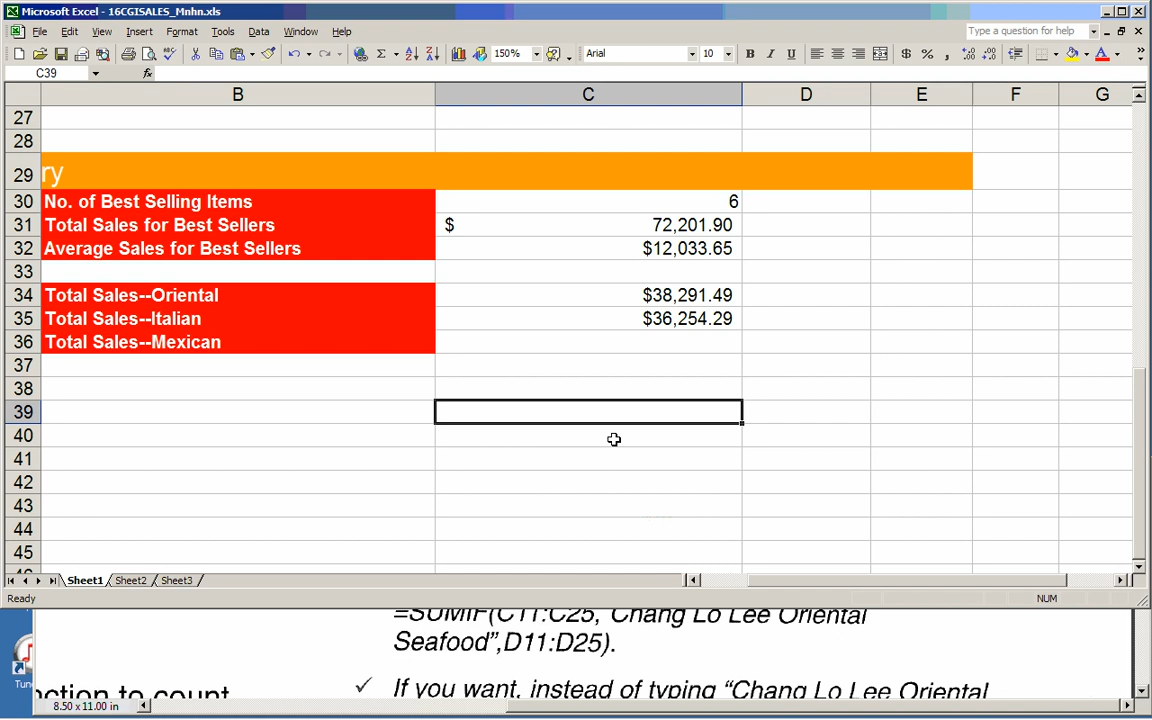 Microsoft Excel - 16CGISALES_Mnhn.xls
File Edit View Insert Format Tools Data Window Help
Type a question for help
150% Arial 10 B I U $ % ,
C39 fx
B C D E F G
27
28
29 ry
30 No. of Best Selling Items 6
31 Total Sales for Best Sellers $ 72,201.90
32 Average Sales for Best Sellers $12,033.65
33
34 Total Sales--Oriental $38,291.49
35 Total Sales--Italian $36,254.29
36 Total Sales--Mexican
37
38
39
40
41
42
43
44
45
Sheet1 Sheet2 Sheet3
Ready NUM
=SUMIF(C11:C25,"Chang Lo Lee Oriental
Seafood",D11:D25).
nction to count
✓ If you want, instead of typing “Chang Lo Lee Oriental
8.50 x 11.00 in